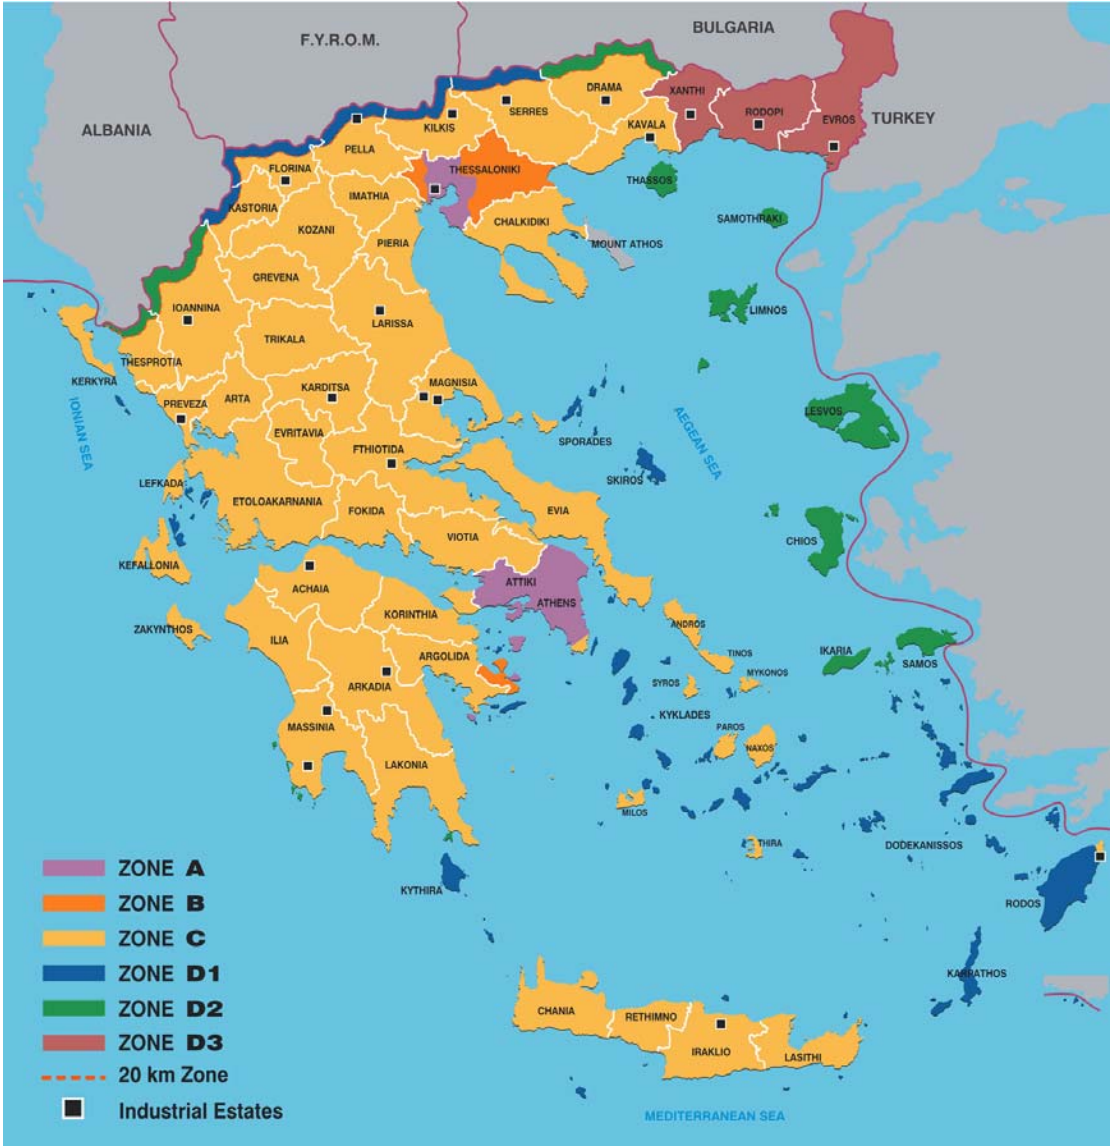 BULGARIA
F.Y.R.O.M.
ALBANIA
TURKEY
DRAMA
XANTHI
SERRES
RODOPI
EVROS
KILKIS
KAVALA
PELLA
FLORINA
THESSALONIKI
THASSOS
KASTORIA
IMATHIA
SAMOTHRAKI
CHALKIDIKI
KOZANI
PIERIA
MOUNT ATHOS
GREVENA
IOANNINA
LIMNOS
LARISSA
TRIKALA
THESPROTIA
KERKYRA
MAGNISIA
KARDITSA
ARTA
PREVEZA
IONIAN SEA
LESVOS
AEGEAN SEA
EVRITAVIA
SPORADES
FTHIOTIDA
SKIROS
LEFKADA
ETOLOAKARNANIA
FOKIDA
EVIA
VIOTIA
CHIOS
KEFALLONIA
ATTIKI
ACHAIA
ATHENS
KORINTHIA
ANDROS
ZAKYNTHOS
ILIA
ARGOLIDA
TINOS
IKARIA
SAMOS
MYKONOS
SYROS
ARKADIA
KYKLADES
MASSINIA
PAROS
NAXOS
LAKONIA
MILOS
THIRA
DODEKANISSOS
KYTHIRA
RODOS
KARPATHOS
CHANIA
RETHIMNO
IRAKLIO
LASITHI
MEDITERRANEAN SEA
ZONE A
ZONE B
ZONE C
ZONE D1
ZONE D2
ZONE D3
20 km Zone
Industrial Estates